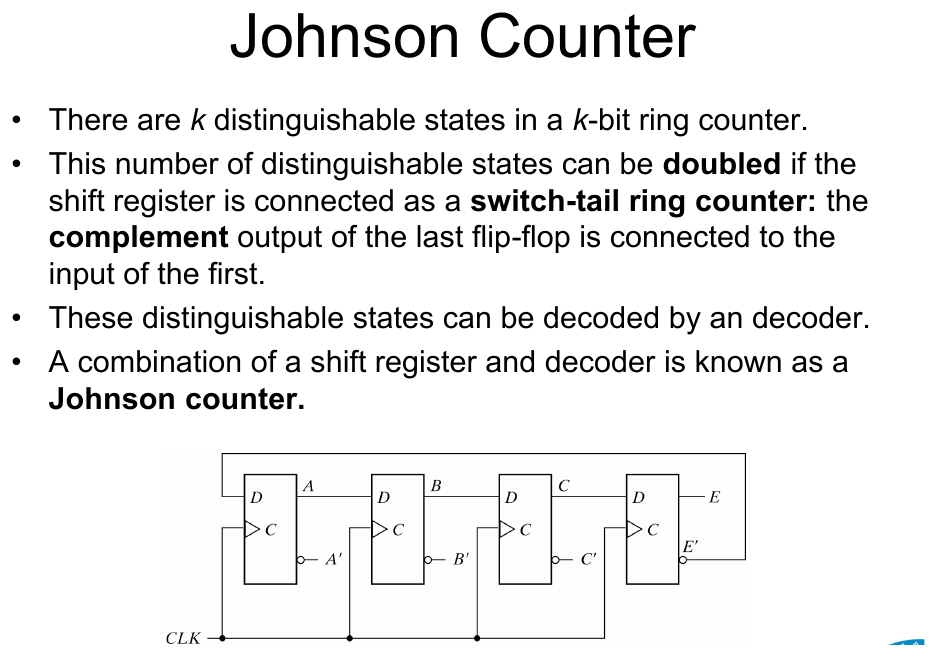 Johnson Counter
• There are k distinguishable states in a k-bit ring counter.
• This number of distinguishable states can be doubled if the
shift register is connected as a switch-tail ring counter: the
complement output of the last flip-flop is connected to the
input of the first.
• These distinguishable states can be decoded by an decoder.
• A combination of a shift register and decoder is known as a
Johnson counter.
D A D B D C D E
C C C C
A' B' C' E'
CLK